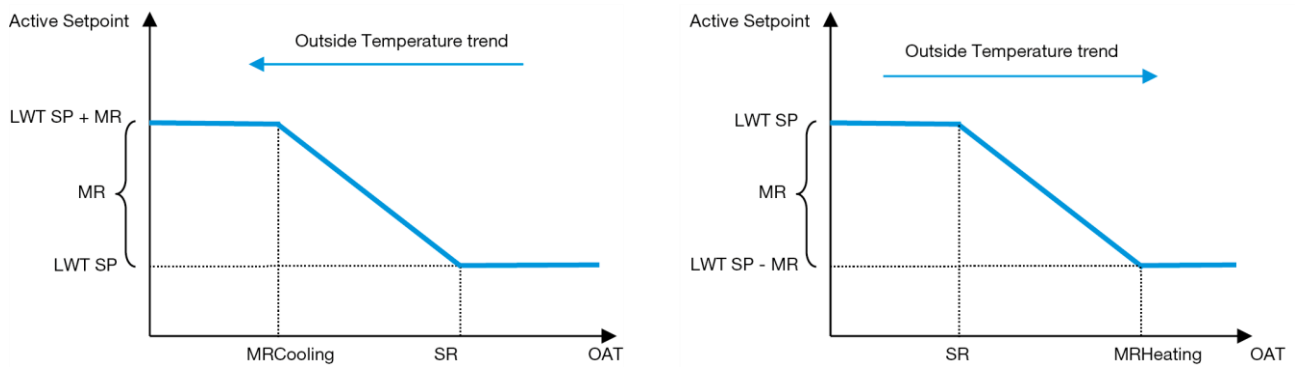 Active Setpoint
Outside Temperature trend
LWT SP + MR
MR
LWT SP
MRCooling
SR
OAT
Active Setpoint
Outside Temperature trend
LWT SP
MR
LWT SP - MR
SR
MRHeating
OAT